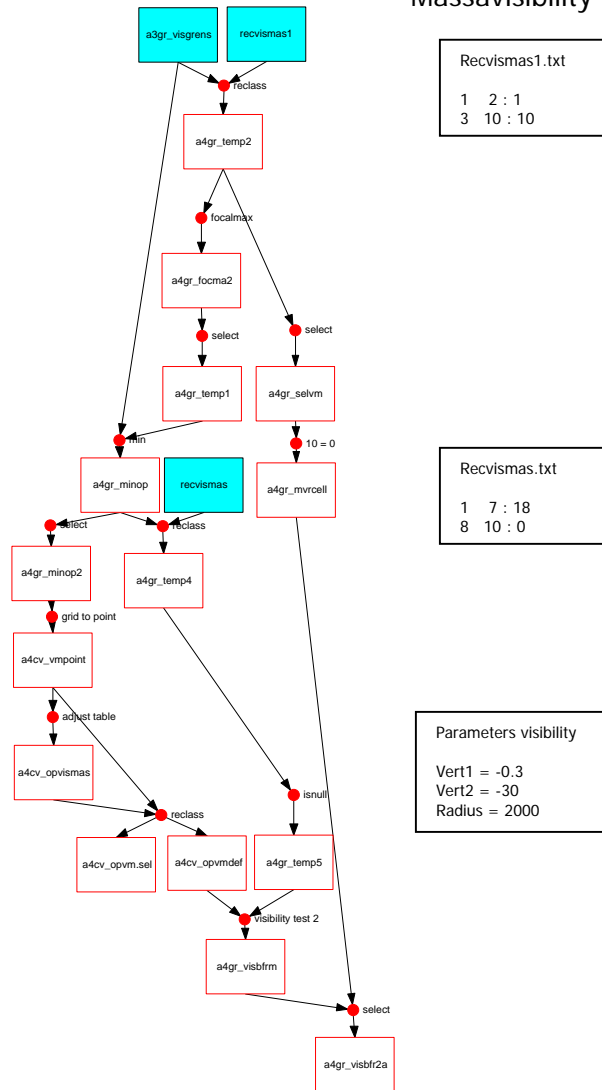 Massavisibility
a3gr_visgrens
recvismas1
reclass
a4gr_temp2
focalmax
a4gr_focma2
select
select
a4gr_temp1
a4gr_selvm
min
10 = 0
a4gr_minop
recvismas
a4gr_mvrcell
select
reclass
a4gr_minop2
a4gr_temp4
grid to point
a4cv_vmpoint
adjust table
a4cv_opvismas
isnull
reclass
a4cv_opvm.sel
a4cv_opvmdef
a4gr_temp5
visibility test 2
a4gr_visbfrm
select
a4gr_visbfr2a
Recvismas1.txt
1 2 : 1
3 10 : 10
Recvismas.txt
1 7 : 18
8 10 : 0
Parameters visibility
Vert1 = -0.3
Vert2 = -30
Radius = 2000